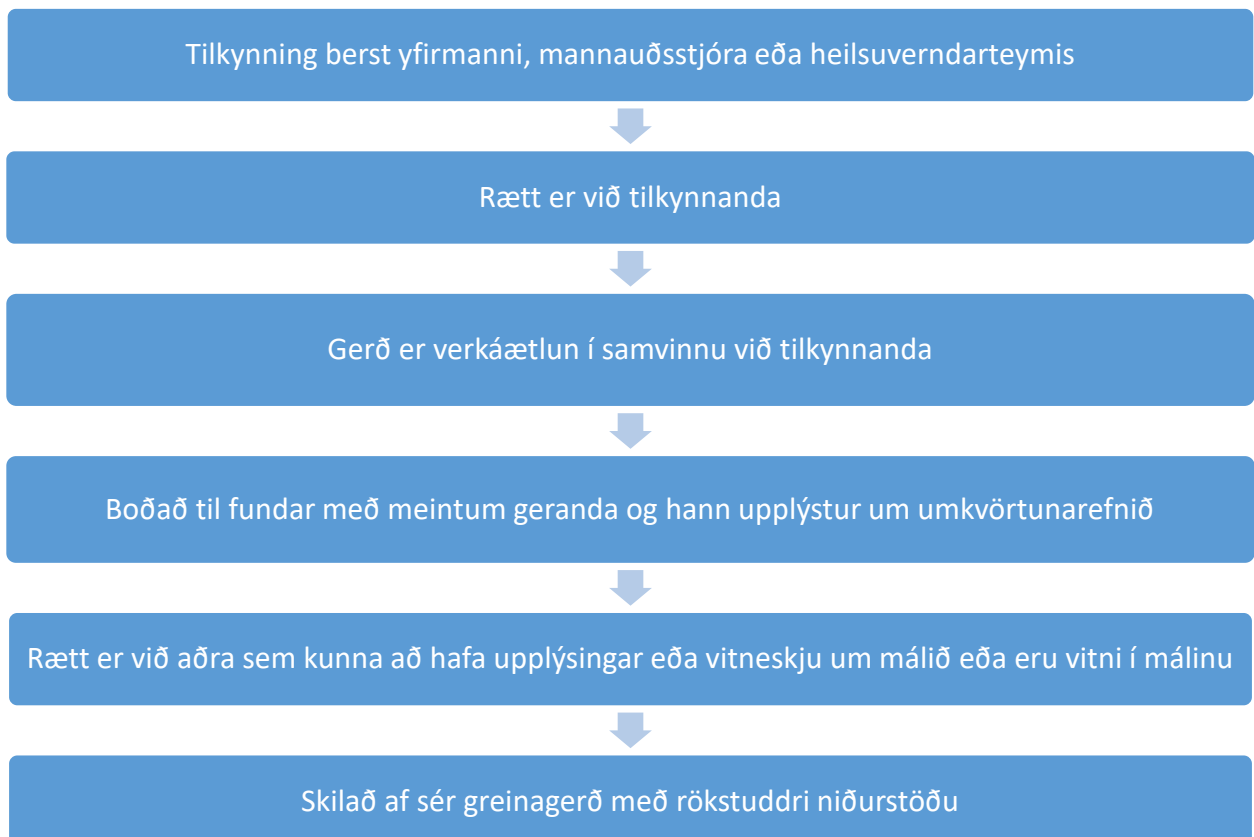 Tilkynning berst yfirmanni, mannauðsstjóra eða heilsuverndarteymis
Rætt er við tilkynnanda
Gerð er verkáætlun í samvinnu við tilkynnanda
Boðað til fundar með meintum geranda og hann upplýstur um umkvörtunarefnið
Rætt er við aðra sem kunna að hafa upplýsingar eða vitneskju um málið eða eru vitni í málinu
Skilað af sér greinagerð með rökstuddri niðurstöðu